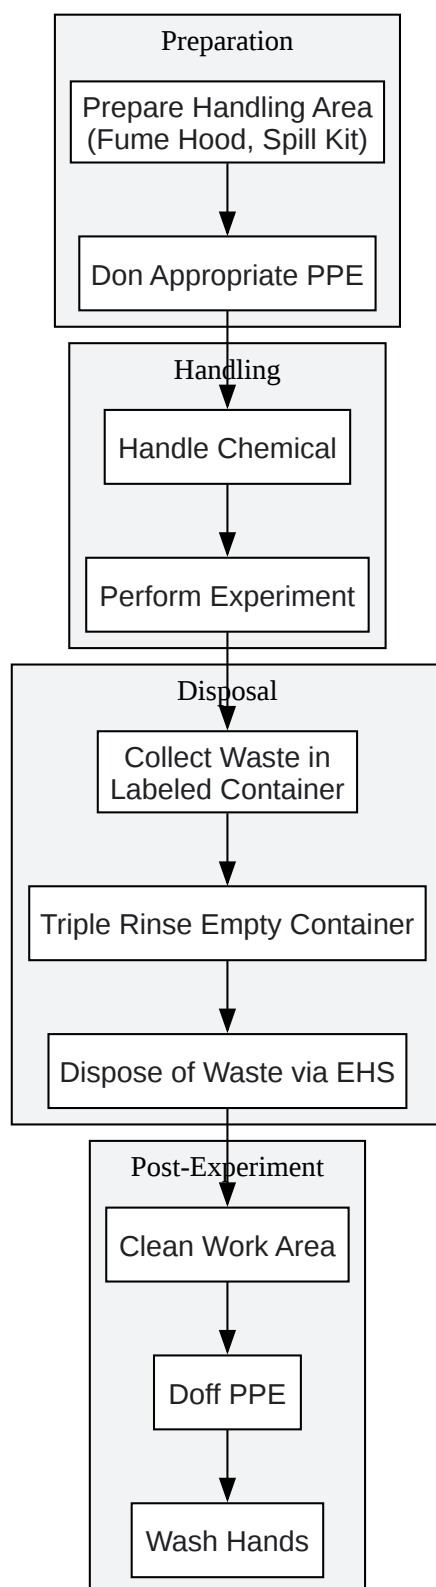 Preparation
Prepare Handling Area
(Fume Hood, Spill Kit)
Don Appropriate PPE
Handling
Handle Chemical
Perform Experiment
Disposal
Collect Waste in
Labeled Container
Triple Rinse Empty Container
Dispose of Waste via EHS
Post-Experiment
Clean Work Area
Doff PPE
Wash Hands